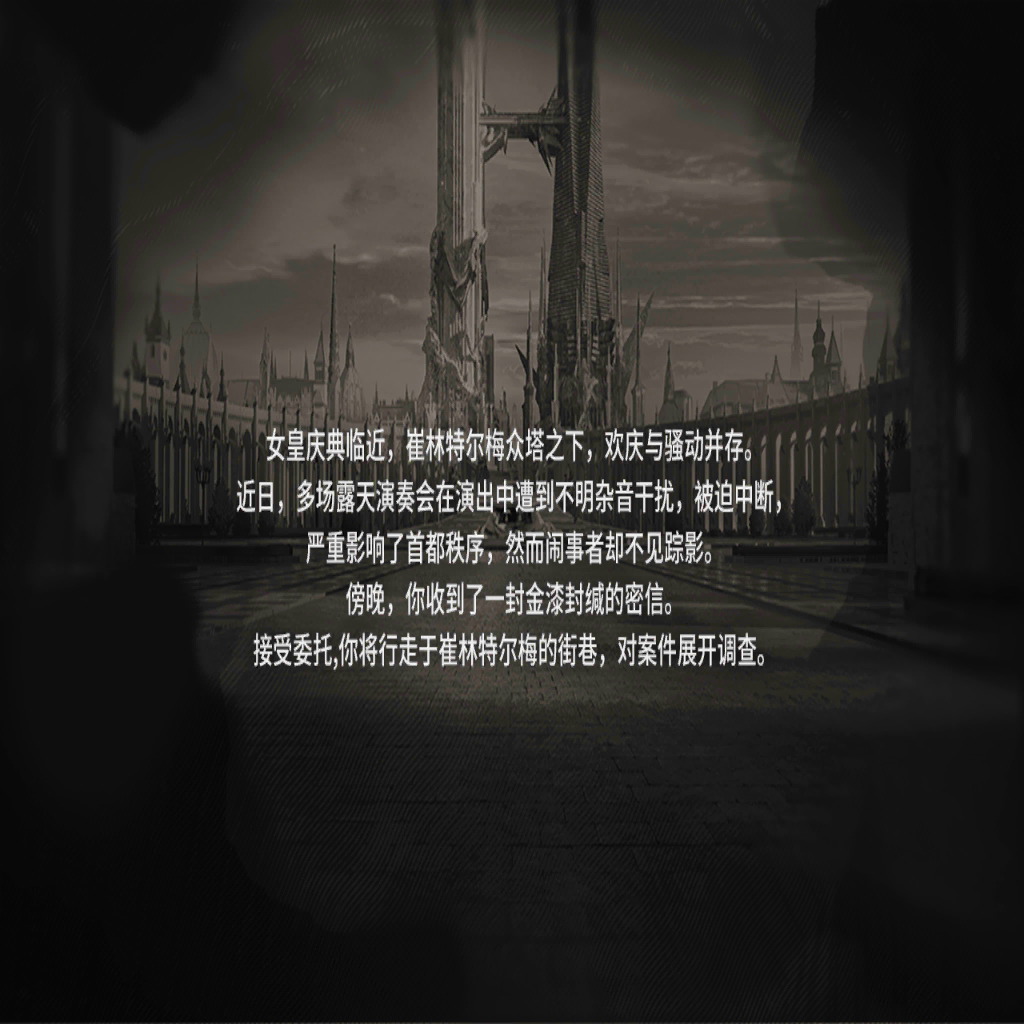 女皇庆典临近，崔林特尔梅众塔之下，欢庆与骚动并存。
近日，多场露天演奏会在演出中遭到不明杂音干扰，被迫中断，
严重影响了首都秩序，然而闹事者却不见踪影。
傍晚，你收到了一封金漆封缄的密信。
接受委托,你将行走于崔林特尔梅的街巷，对案件展开调查。